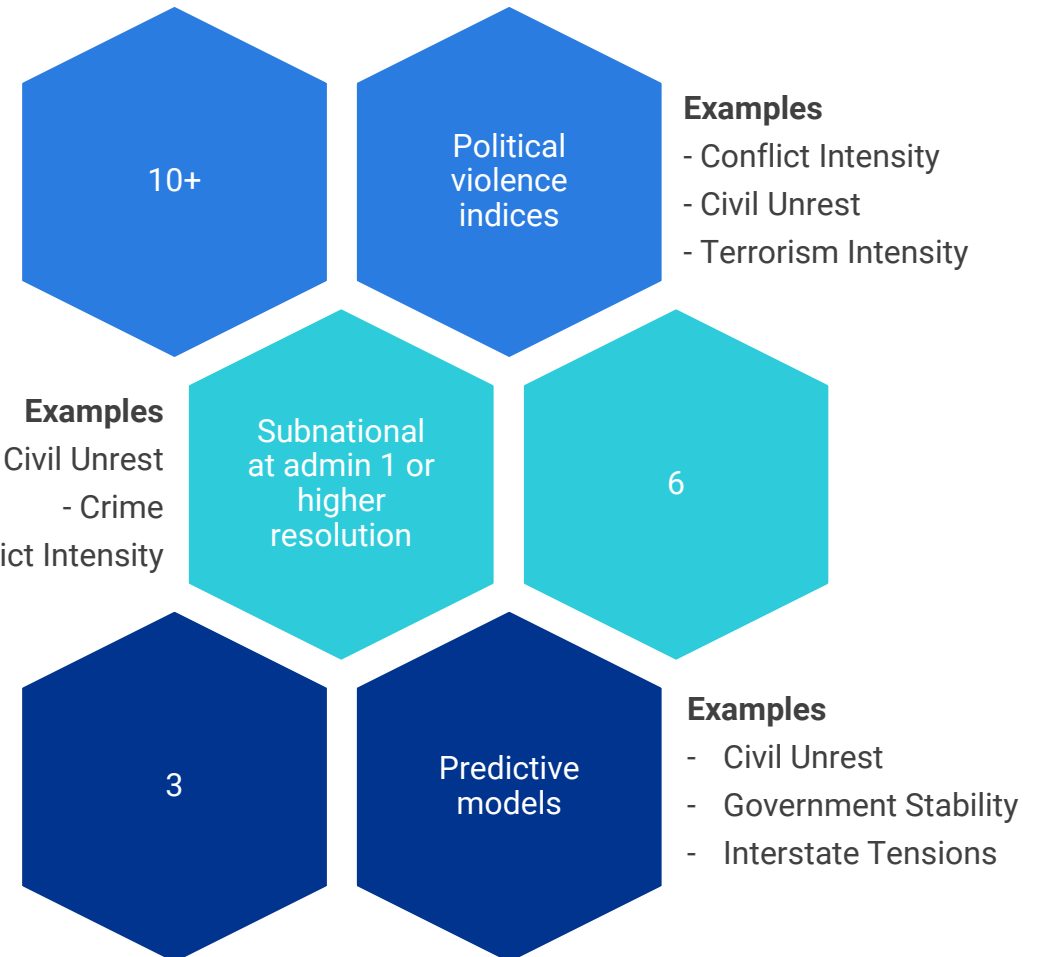 10+
Political
violence
indices
Examples
- Conflict Intensity
- Civil Unrest
- Terrorism Intensity
Examples
Civil Unrest
- Crime
Intensity
Subnational
at admin 1 or
higher
resolution
6
3
Predictive
models
Examples
- Civil Unrest
- Government Stability
- Interstate Tensions